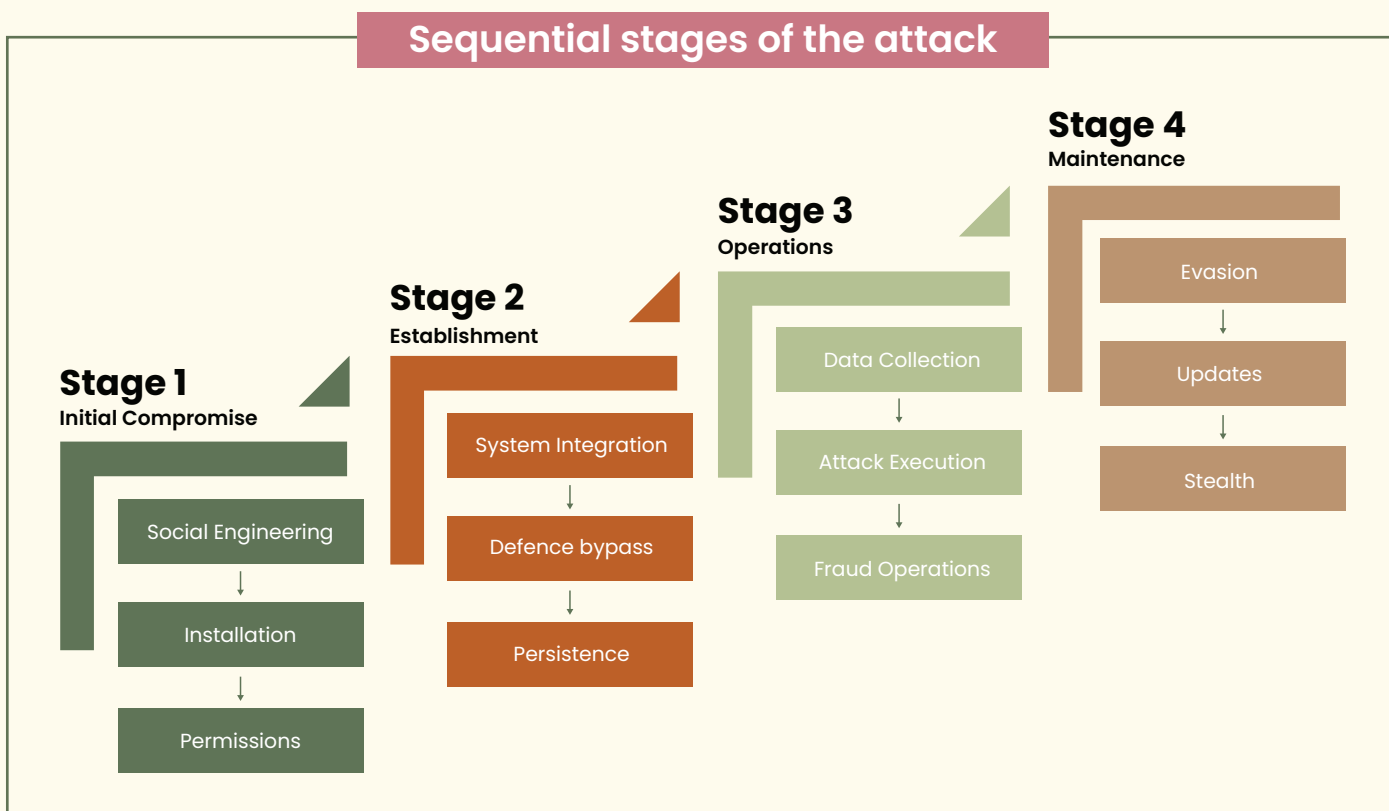 Sequential stages of the attack
Stage 1
Initial Compromise
Social Engineering
Installation
Permissions
Stage 2
Establishment
System Integration
Defence bypass
Persistence
Stage 3
Operations
Data Collection
Attack Execution
Fraud Operations
Stage 4
Maintenance
Evasion
Updates
Stealth